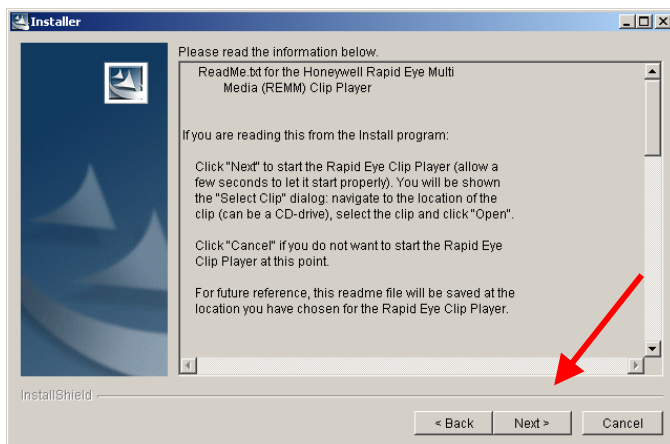 Installer
Please read the information below.
ReadMe.txt for the Honeywell Rapid Eye Multi
Media (REMM) Clip Player
If you are reading this from the Install program:
Click "Next" to start the Rapid Eye Clip Player (allow a
few seconds to let it start properly). You will be shown
the "Select Clip" dialog: navigate to the location of the
clip (can be a CD-drive), select the clip and click "Open".
Click "Cancel" if you do not want to start the Rapid Eye
Clip Player at this point.
For future reference, this readme file will be saved at the
location you have chosen for the Rapid Eye Clip Player.
InstallShield
< Back
Next >
Cancel